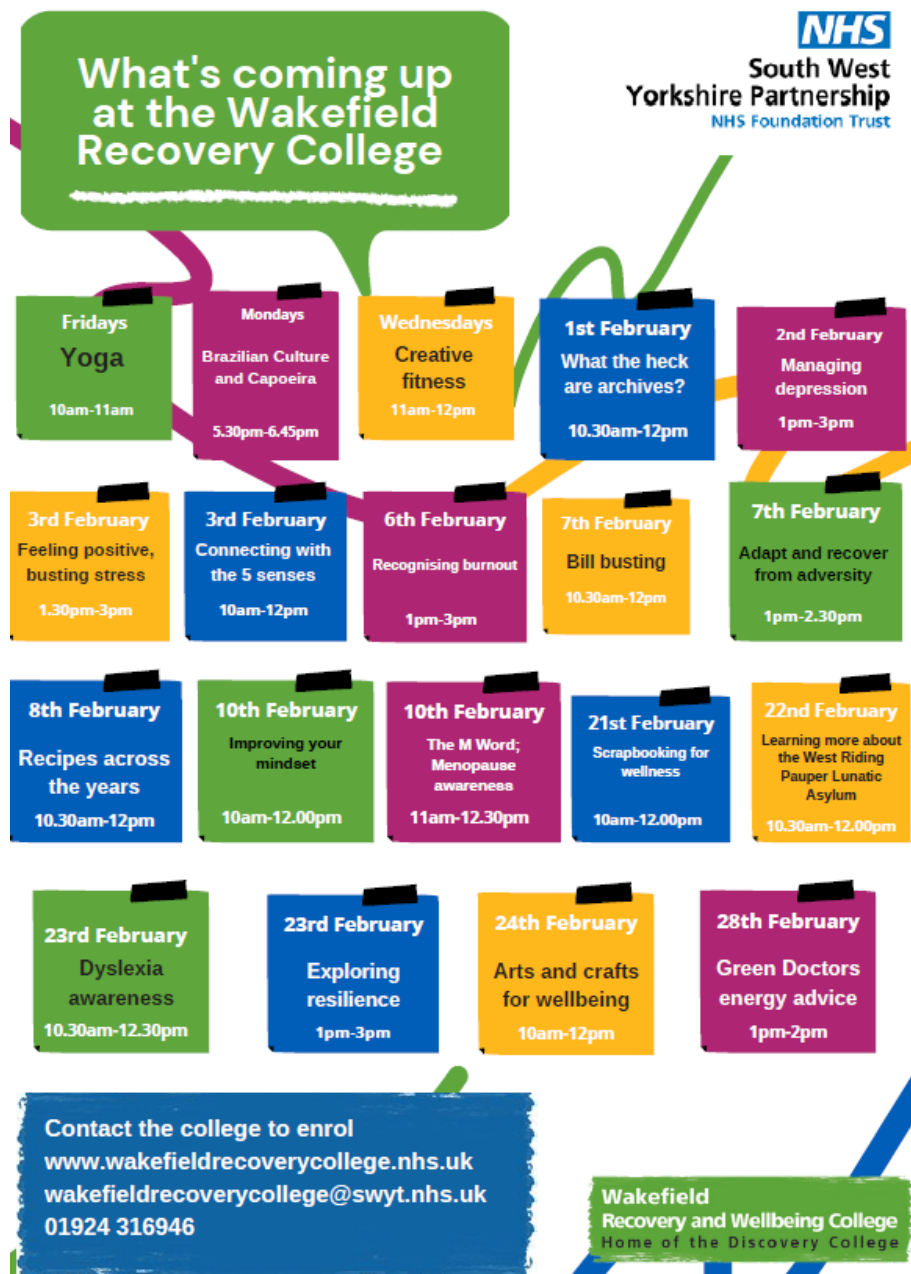 What's coming up
at the Wakefield
Recovery College
NHS
South West
Yorkshire Partnership
NHS Foundation Trust
Fridays
Yoga
10am-11am
Mondays
Brazilian Culture
and Capoeira
5.30pm-6.45pm
Wednesdays
Creative
fitness
11am-12pm
1st February
What the heck
are archives?
10.30am-12pm
2nd February
Managing
depression
1pm-3pm
3rd February
Feeling positive,
busting stress
1.30pm-3pm
3rd February
Connecting with
the 5 senses
10am-12pm
6th February
Recognising burnout
1pm-3pm
7th February
Bill busting
10.30am-12pm
7th February
Adapt and recover
from adversity
1pm-2.30pm
8th February
Recipes across
the years
10.30am-12pm
10th February
Improving your
mindset
10am-12.00pm
10th February
The M Word;
Menopause
awareness
11am-12.30pm
21st February
Scrapbooking for
wellness
10am-12.00pm
22nd February
Learning more about
the West Riding
Pauper Lunatic
Asylum
10.30am-12.00pm
23rd February
Dyslexia
awareness
10.30am-12.30pm
23rd February
Exploring
resilience
1pm-3pm
24th February
Arts and crafts
for wellbeing
10am-12pm
28th February
Green Doctors
energy advice
1pm-2pm
Contact the college to enrol
www.wakefieldrecoverycollege.nhs.uk
wakefieldrecoverycollege@swyt.nhs.uk
01924 316946
Wakefield
Recovery and Wellbeing College
Home of the Discovery College